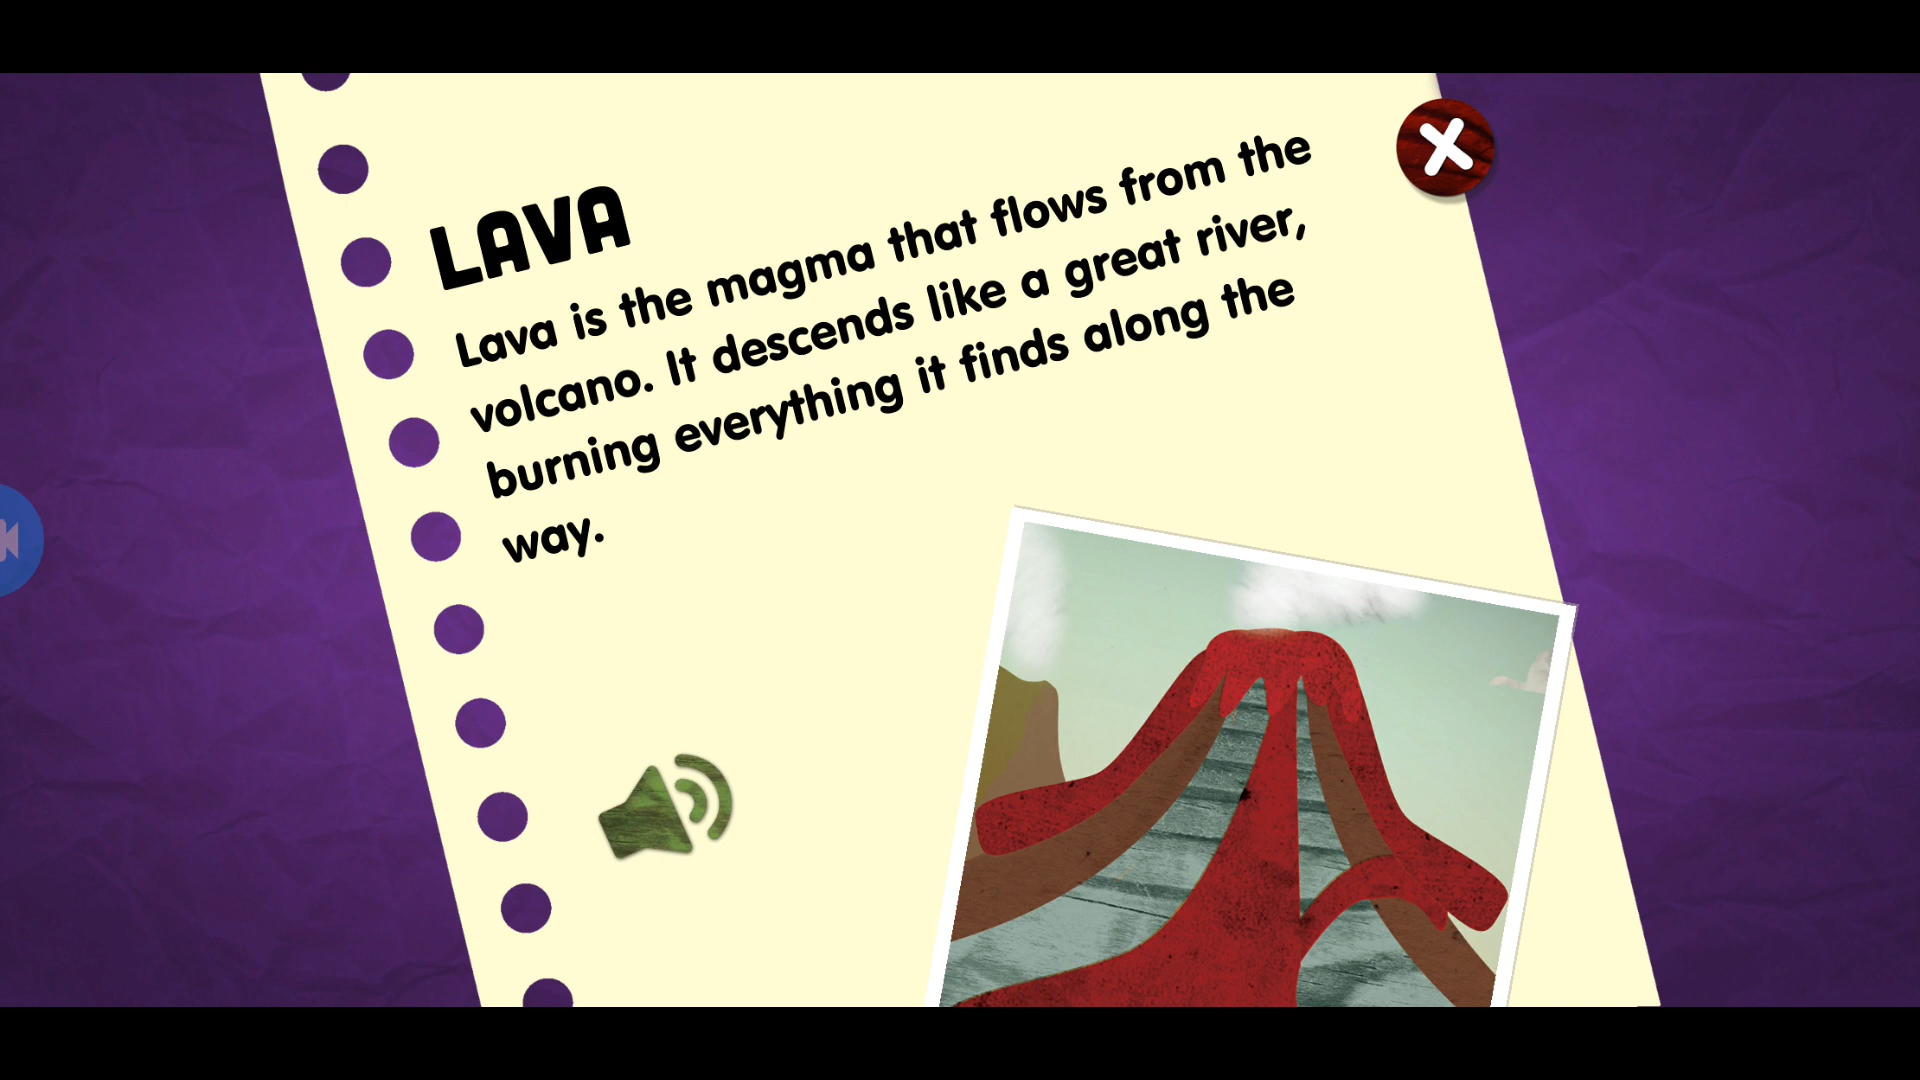 LAVA
Lava is the magma that flows from the
volcano. It descends like a great river,
burning everything it finds along the
way.